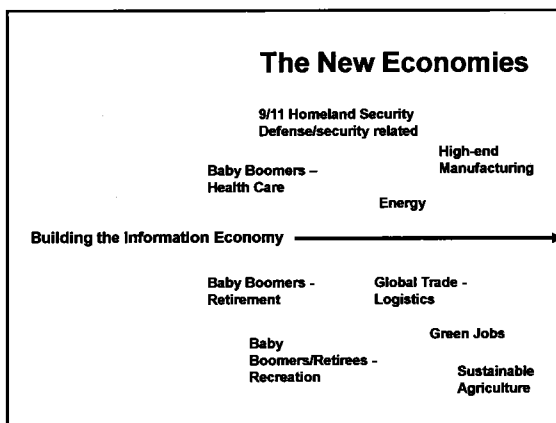 The New Economies
9/11 Homeland Security
Defense/security related
High-end
Manufacturing
Baby Boomers –
Health Care
Energy
Building the Information Economy
Baby Boomers -
Retirement
Global Trade -
Logistics
Green Jobs
Baby
Boomers/Retirees -
Recreation
Sustainable
Agriculture